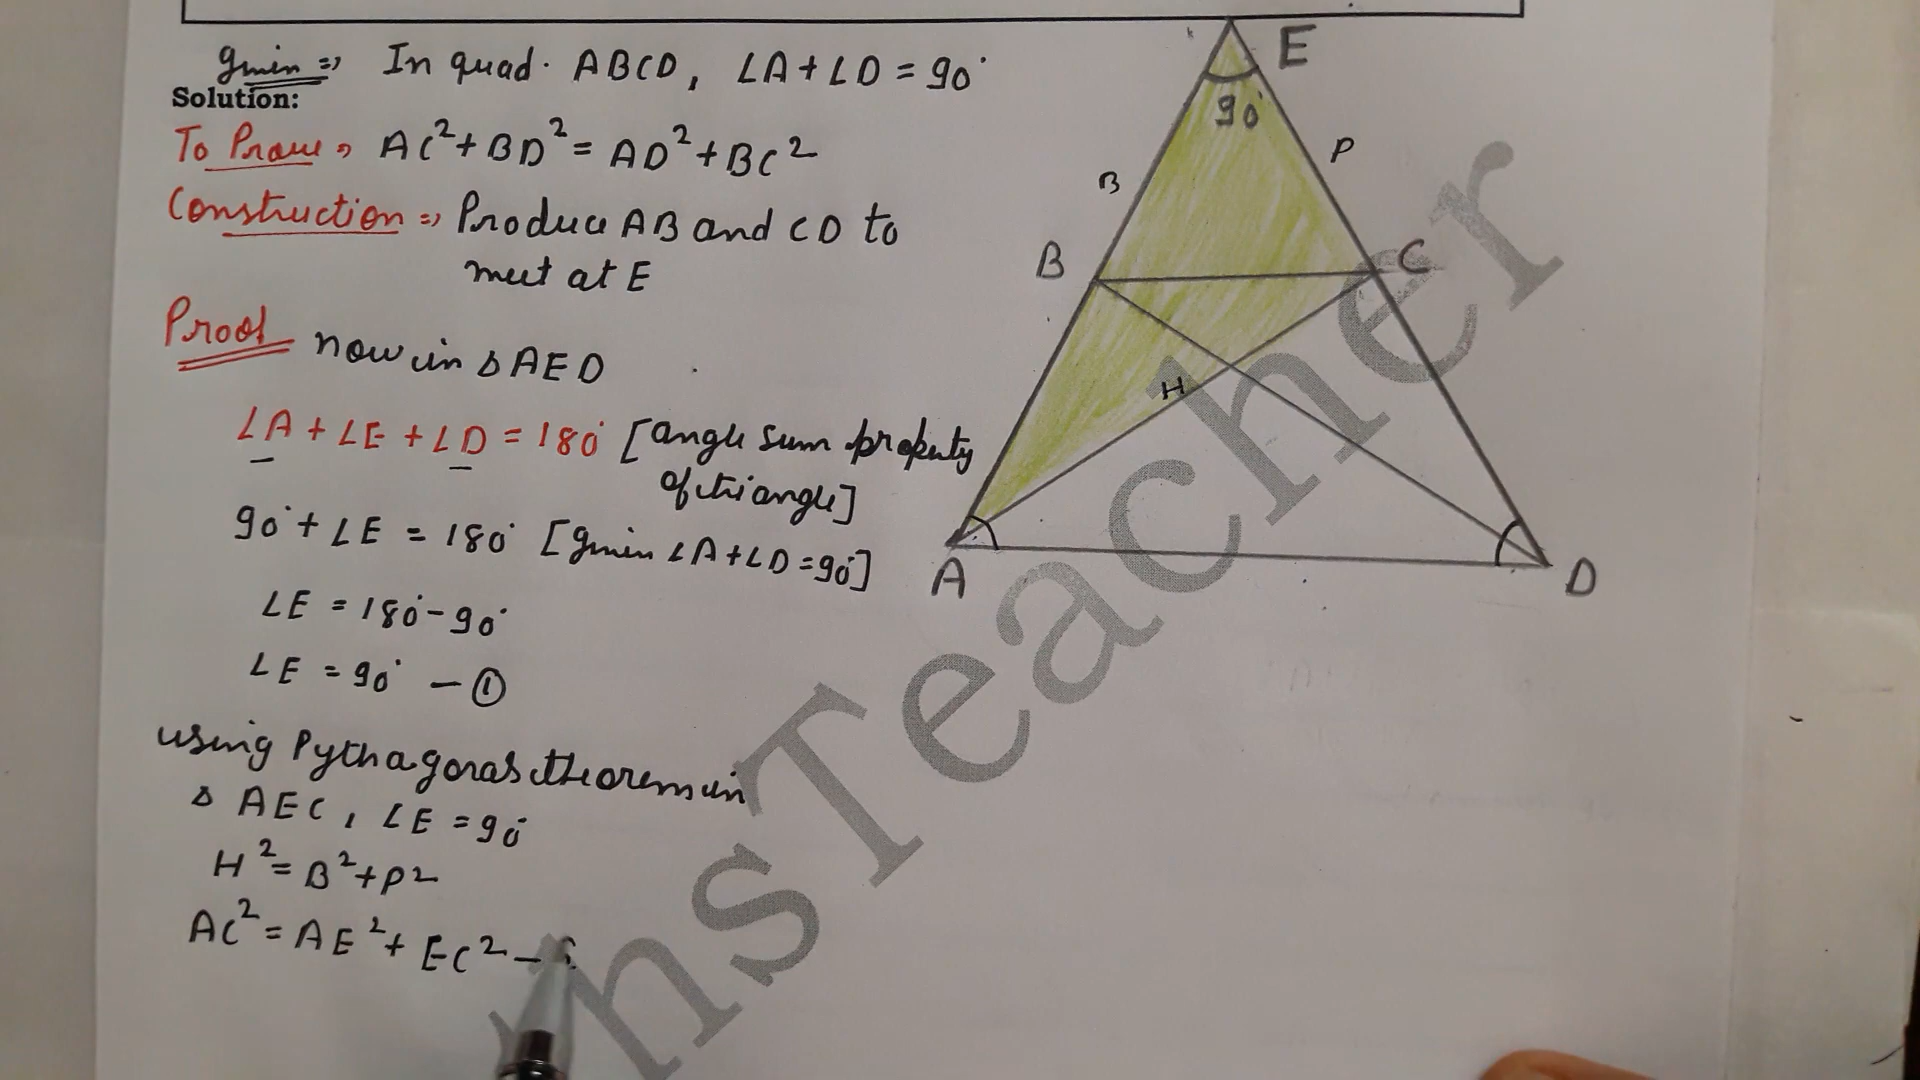 given => In quad. ABCD, ∠A+∠D = 90°
Solution:
To Prove => AC²+BD² = AD²+BC²
Construction => Produce AB and CD to
meet at E
Proof now in △AED
∠A + ∠E + ∠D = 180° [angle sum property
of triangle]
90° + ∠E = 180° [given ∠A+∠D=90°]
∠E = 180°-90°
∠E = 90° — ①
using Pythagoras theorem in
△ AEC, ∠E = 90°
H² = B²+P²
AC² = AE²+ EC² –
E
90°
P
B
B
C
H
A
D
hsTeacher